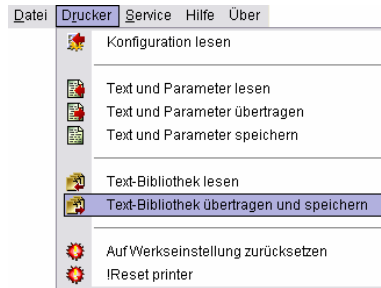 Datei Drucker Service Hilfe Über
Konfiguration lesen
Text und Parameter lesen
Text und Parameter übertragen
Text und Parameter speichern
Text-Bibliothek lesen
Text-Bibliothek übertragen und speichern
Auf Werkseinstellung zurücksetzen
!Reset printer